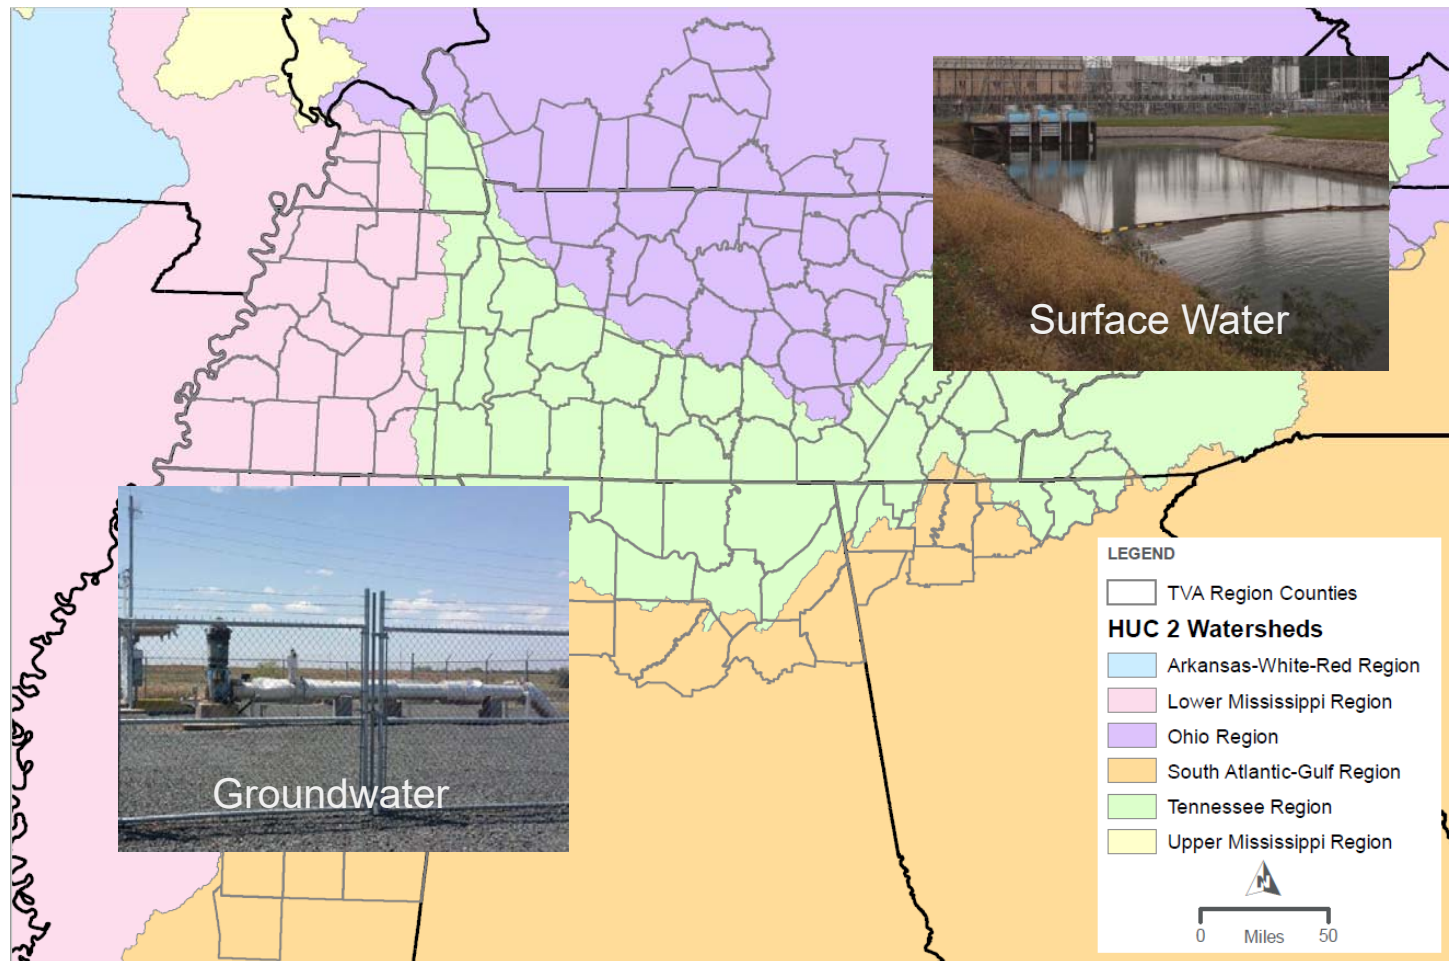 Surface Water
Groundwater
LEGEND
TVA Region Counties
HUC 2 Watersheds
Arkansas-White-Red Region
Lower Mississippi Region
Ohio Region
South Atlantic-Gulf Region
Tennessee Region
Upper Mississippi Region
N
0 Miles 50